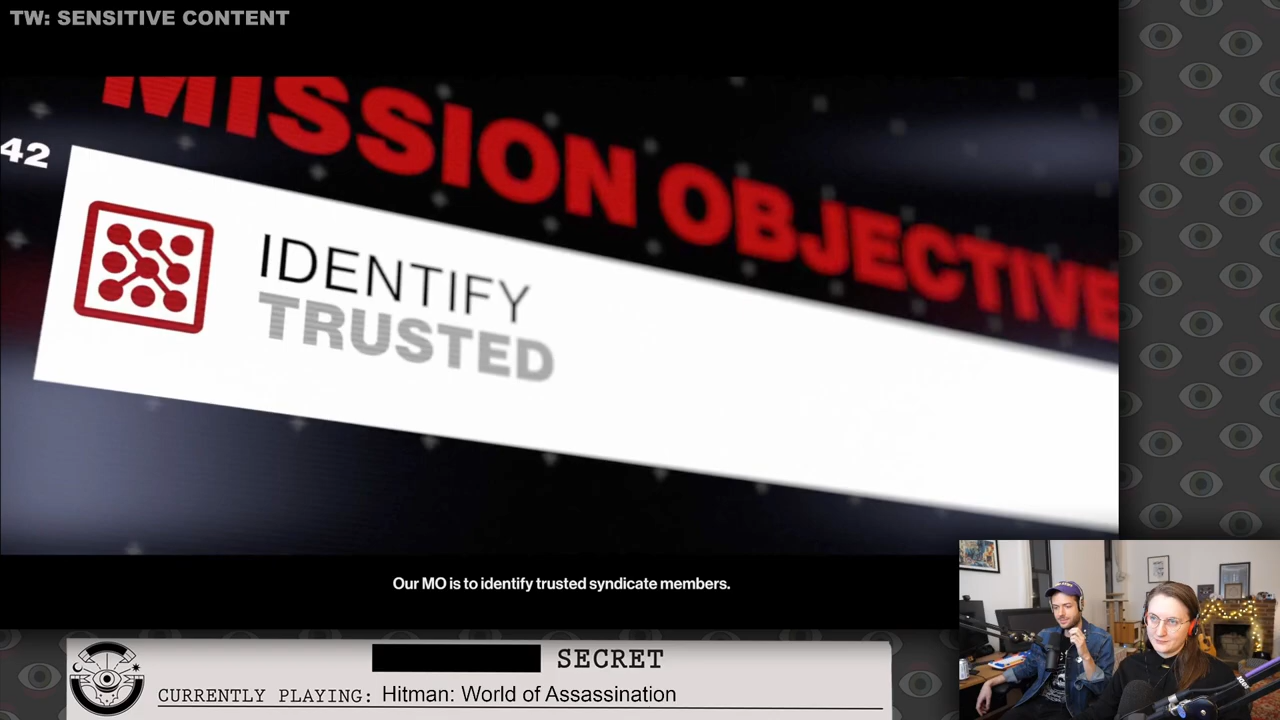 TW: SENSITIVE CONTENT
MISSION OBJECTIVE
42
IDENTIFY
TRUSTED
Our MO is to identify trusted syndicate members.
SECRET
CURRENTLY PLAYING: Hitman: World of Assassination